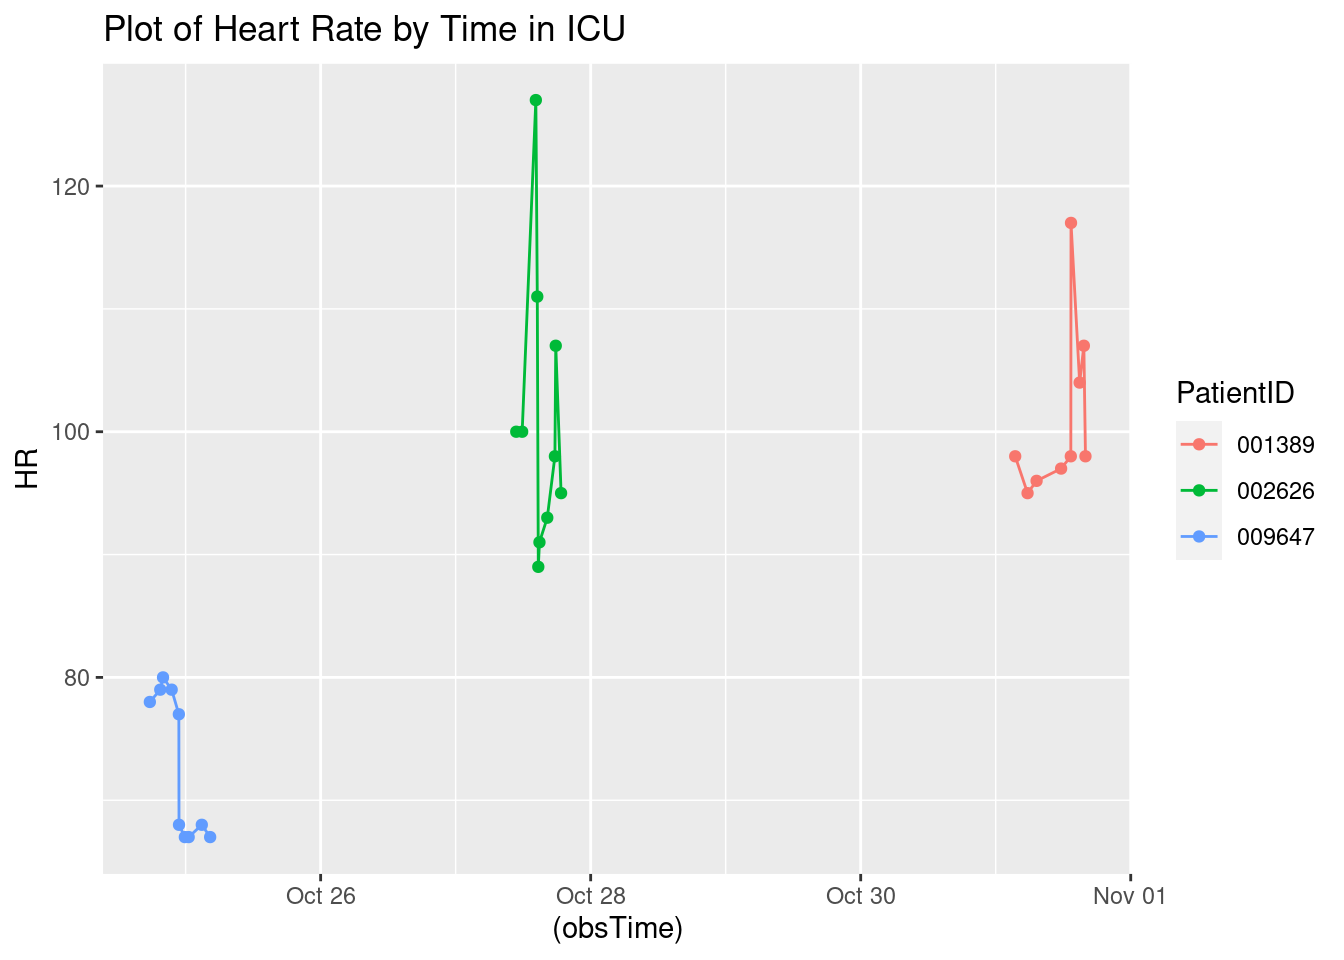 Plot of Heart Rate by Time in ICU
120
100
80
HR
Oct 26
Oct 28
Oct 30
Nov 01
(obsTime)
PatientID
001389
002626
009647